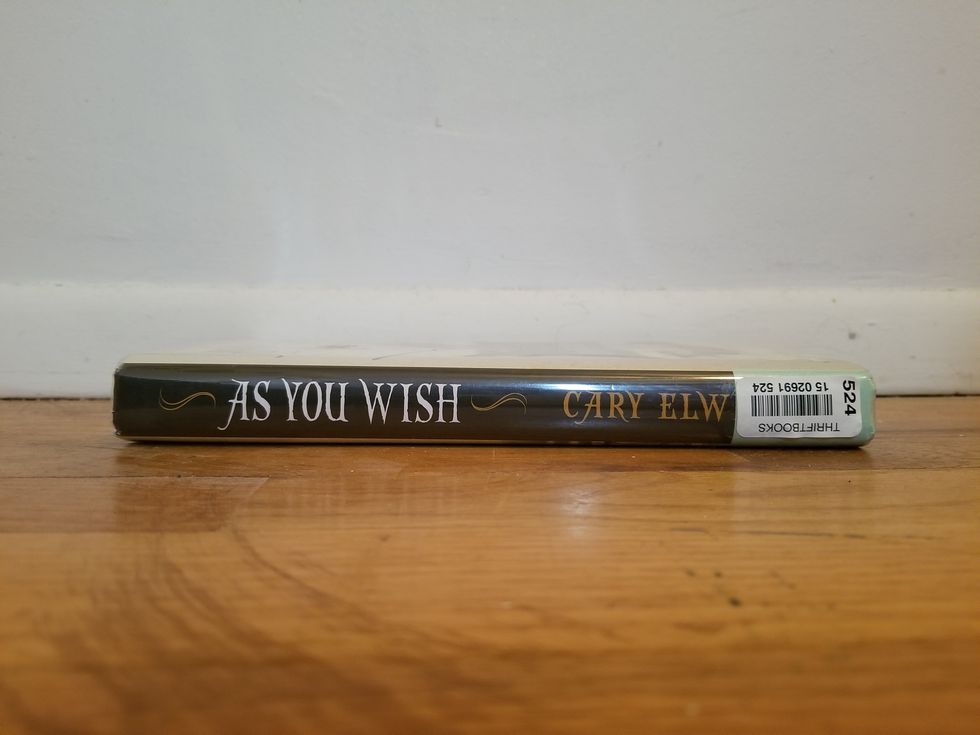 AS YOU WISH
CARY ELW
524
15 02691 524
THRIFTBOOKS